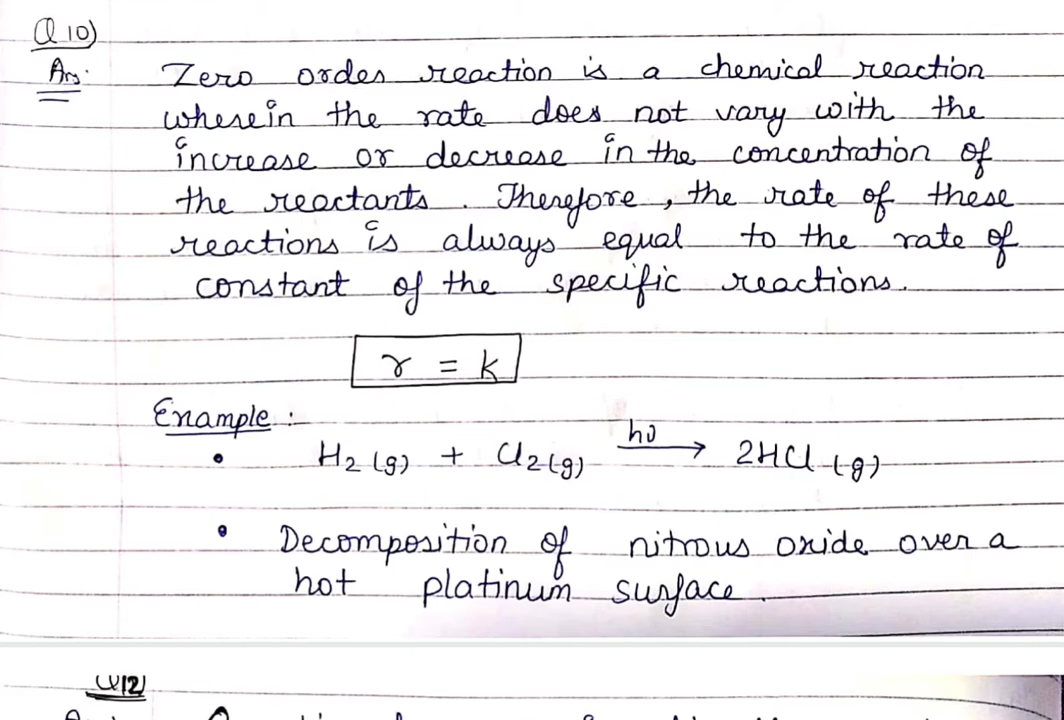 Q 10)
Ans: Zero order reaction is a chemical reaction
wherein the rate does not vary with the
increase or decrease in the concentration of
the reactants. Therefore, the rate of these
reactions is always equal to the rate of
constant of the specific reactions.
r = k
Example :-
• H2(g) + Cl2(g) hν → 2HCl (g)
• Decomposition of nitrous oxide over a
hot platinum surface.
Q12)